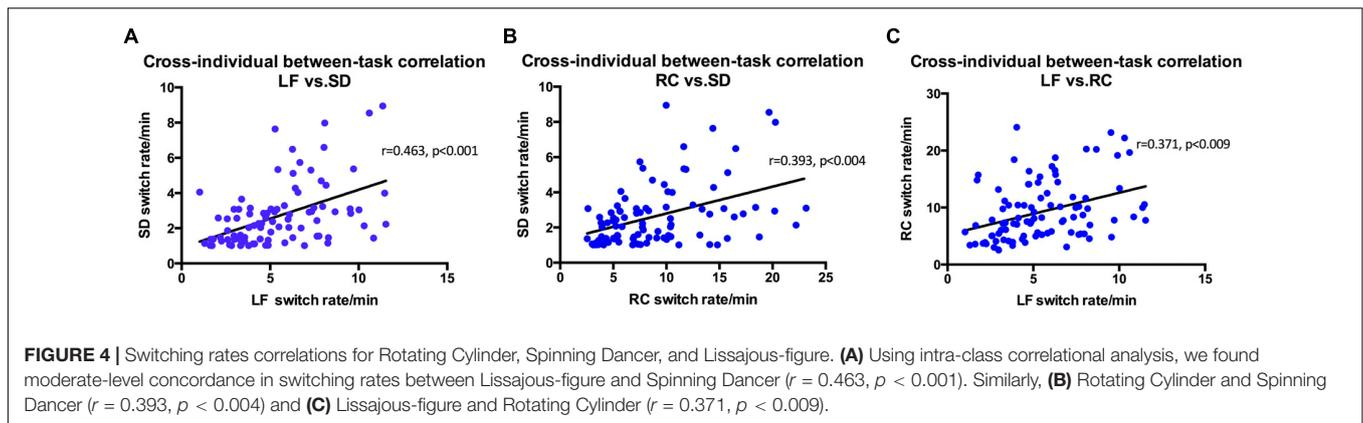 A
Cross-individual between-task correlation
LF vs.SD
10
8
6
4
2
0
SD switch rate/min
r=0.463, p<0.001
0 5 10 15
LF switch rate/min
B
Cross-individual between-task correlation
RC vs.SD
10
8
6
4
2
0
SD switch rate/min
r=0.393, p<0.004
0 5 10 15 20 25
RC switch rate/min
C
Cross-individual between-task correlation
LF vs.RC
30
20
10
0
RC switch rate/min
r=0.371, p<0.009
0 5 10 15
LF switch rate/min
FIGURE 4 | Switching rates correlations for Rotating Cylinder, Spinning Dancer, and Lissajous-figure. (A) Using intra-class correlational analysis, we found
moderate-level concordance in switching rates between Lissajous-figure and Spinning Dancer (r = 0.463, p < 0.001). Similarly, (B) Rotating Cylinder and Spinning
Dancer (r = 0.393, p < 0.004) and (C) Lissajous-figure and Rotating Cylinder (r = 0.371, p < 0.009).